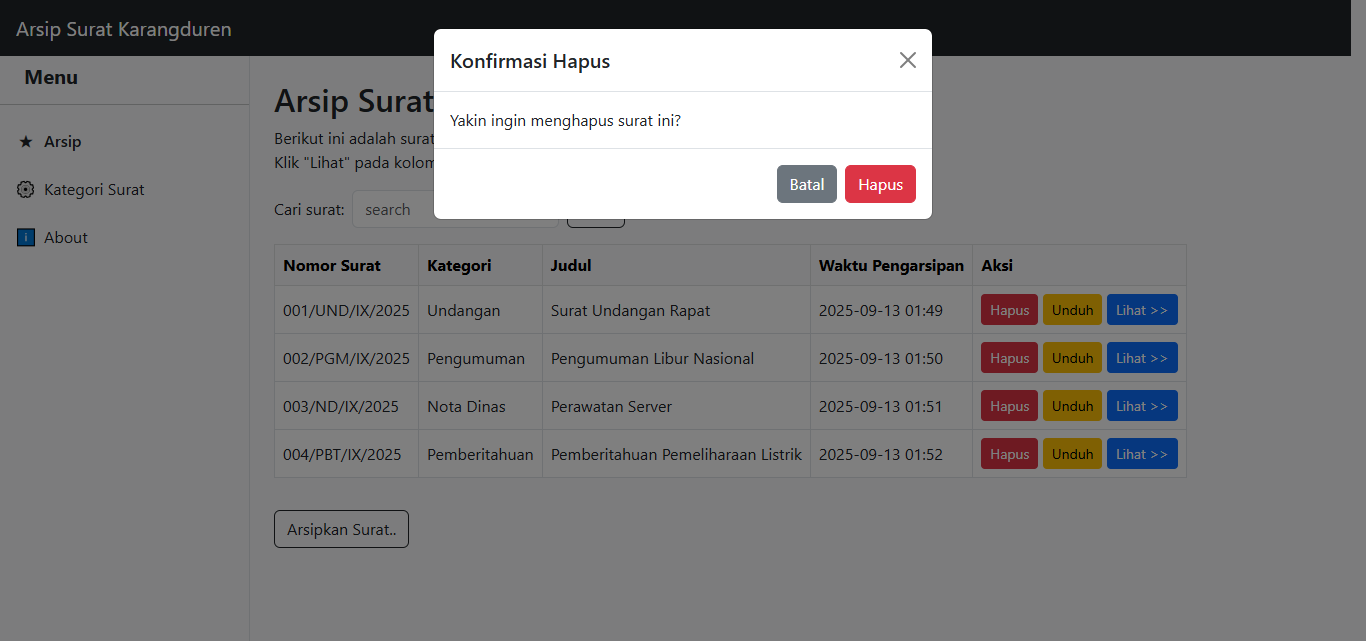 Arsip Surat Karangduren
Konfirmasi Hapus
Yakin ingin menghapus surat ini?
Batal Hapus
Menu
★ Arsip
Kategori Surat
About
Arsip Surat
Berikut ini adalah surat
Klik "Lihat" pada kolom
Cari surat: search
Nomor Surat Kategori Judul Waktu Pengarsipan Aksi
001/UND/IX/2025 Undangan Surat Undangan Rapat 2025-09-13 01:49 Hapus Unduh Lihat >>
002/PGM/IX/2025 Pengumuman Pengumuman Libur Nasional 2025-09-13 01:50 Hapus Unduh Lihat >>
003/ND/IX/2025 Nota Dinas Perawatan Server 2025-09-13 01:51 Hapus Unduh Lihat >>
004/PBT/IX/2025 Pemberitahuan Pemberitahuan Pemeliharaan Listrik 2025-09-13 01:52 Hapus Unduh Lihat >>
Arsipkan Surat..